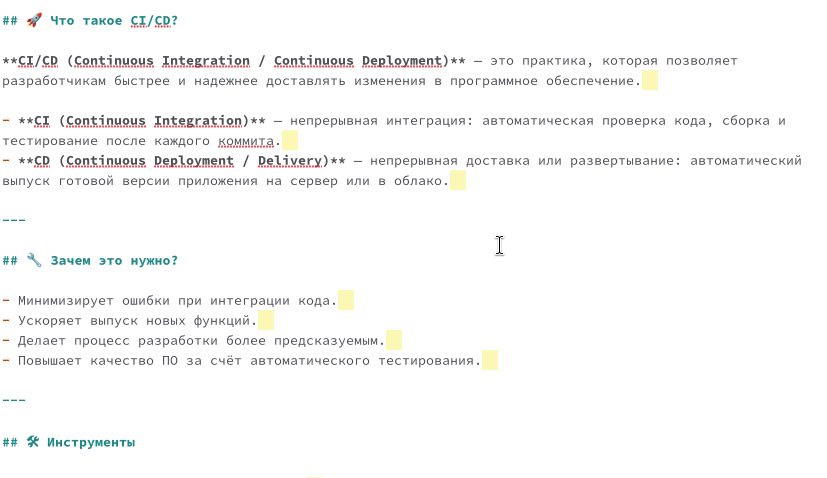 ## 🚀 Что такое CI/CD?
**CI/CD (Continuous Integration / Continuous Deployment)** — это практика, которая позволяет
разработчикам быстрее и надежнее доставлять изменения в программное обеспечение.
- **CI (Continuous Integration)** — непрерывная интеграция: автоматическая проверка кода, сборка и
тестирование после каждого коммита.
- **CD (Continuous Deployment / Delivery)** — непрерывная доставка или развертывание: автоматический
выпуск готовой версии приложения на сервер или в облако.
---
## 🔧 Зачем это нужно?
- Минимизирует ошибки при интеграции кода.
- Ускоряет выпуск новых функций.
- Делает процесс разработки более предсказуемым.
- Повышает качество ПО за счёт автоматического тестирования.
---
## 🛠 Инструменты